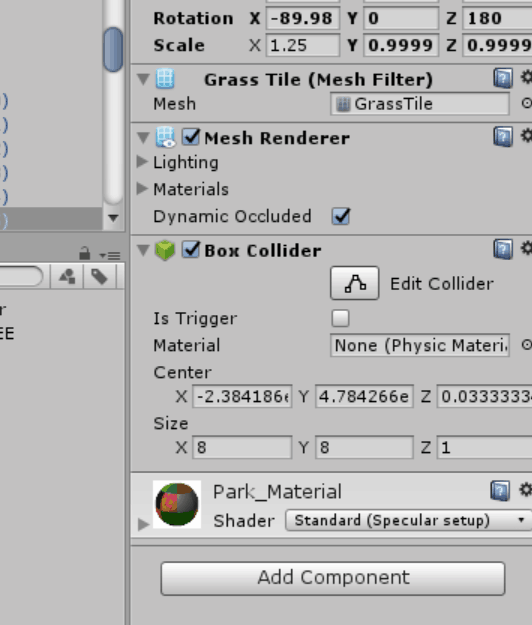 Rotation X -89.98 Y 0 Z 180
Scale X 1.25 Y 0.9999 Z 0.9999
Grass Tile (Mesh Filter)
Mesh GrassTile
Mesh Renderer
Lighting
Materials
Dynamic Occluded
Box Collider
Edit Collider
Is Trigger
Material None (Physic Materi
Center
X -2.384186e Y 4.784266e Z 0.0333333
Size
X 8 Y 8 Z 1
Park_Material
Shader Standard (Specular setup)
Add Component
)
)
)
)
)
)
r
EE